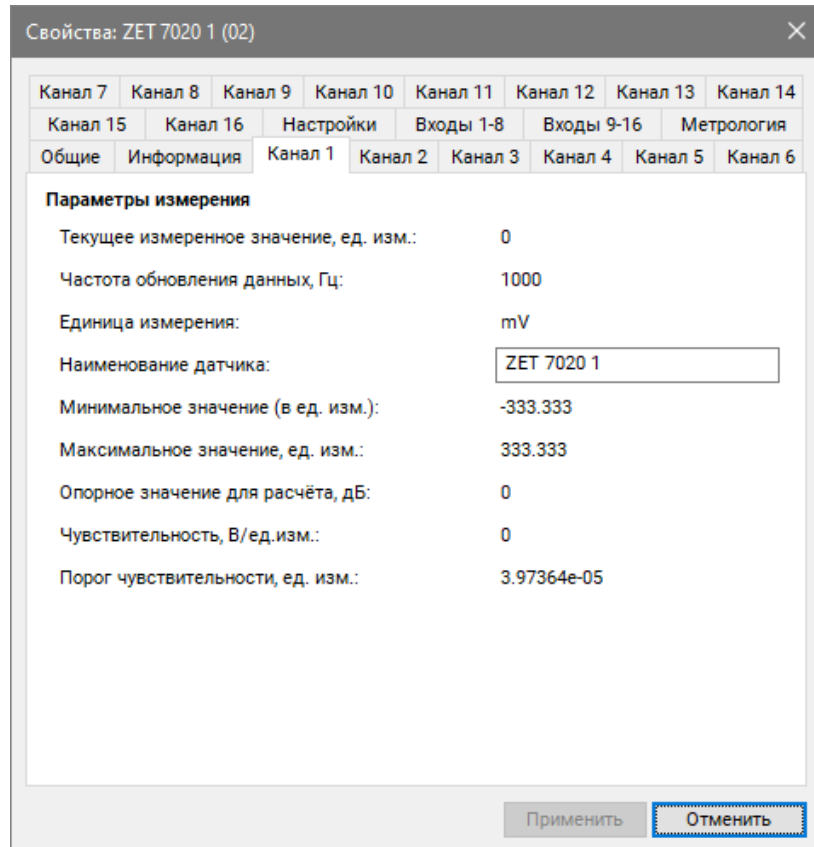 Свойства: ZET 7020 1 (02)
Канал 7 Канал 8 Канал 9 Канал 10 Канал 11 Канал 12 Канал 13 Канал 14
Канал 15 Канал 16 Настройки Входы 1-8 Входы 9-16 Метрология
Общие Информация Канал 1 Канал 2 Канал 3 Канал 4 Канал 5 Канал 6
Параметры измерения
Текущее измеренное значение, ед. изм.: 0
Частота обновления данных, Гц: 1000
Единица измерения: mV
Наименование датчика: ZET 7020 1
Минимальное значение (в ед. изм.): -333.333
Максимальное значение, ед. изм.: 333.333
Опорное значение для расчёта, дБ: 0
Чувствительность, В/ед.изм.: 0
Порог чувствительности, ед. изм.: 3.97364e-05
Применить Отменить